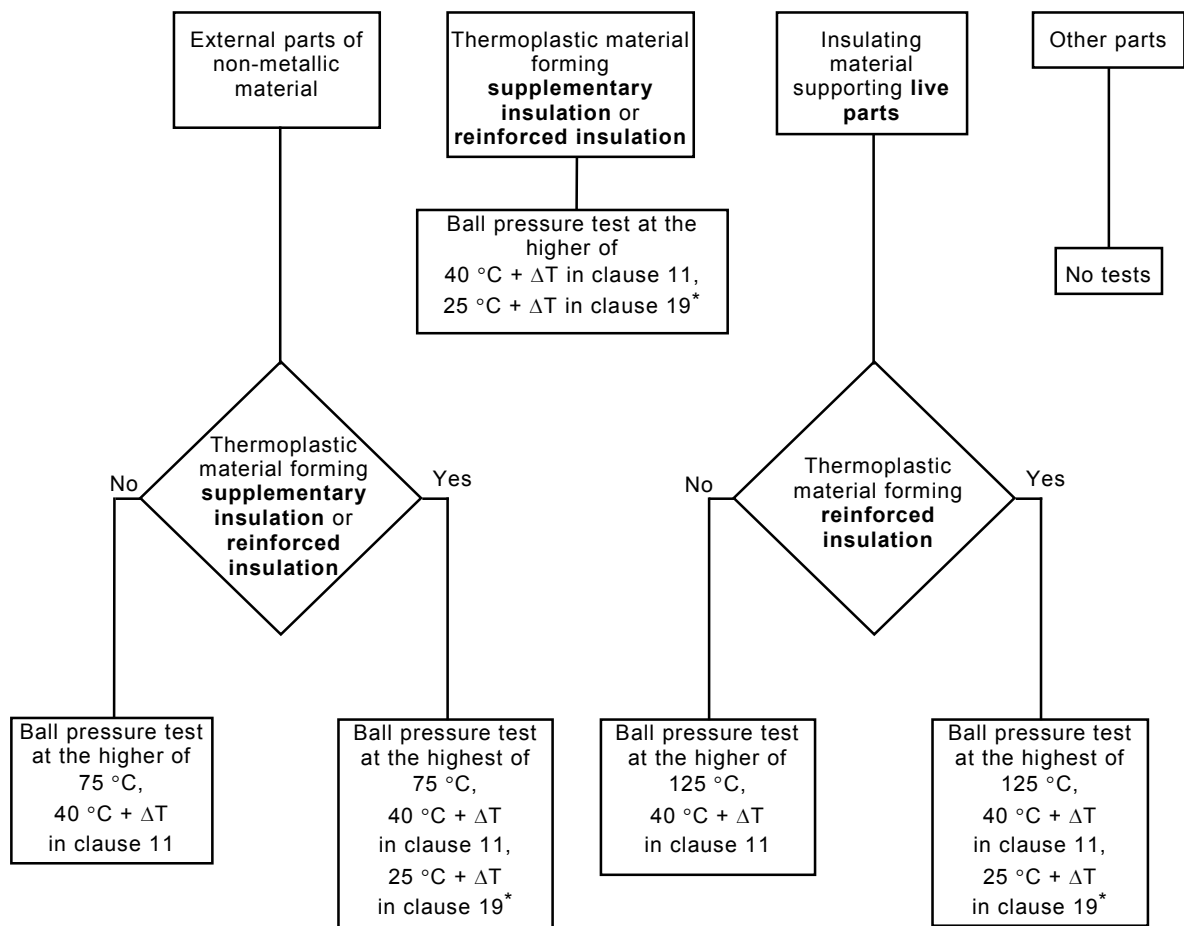 External parts of
non-metallic
material
Thermoplastic material
forming
supplementary
insulation or
reinforced insulation
Insulating
material
supporting live
parts
Other parts
Ball pressure test at the
higher of
40 °C + ΔT in clause 11,
25 °C + ΔT in clause 19*
No tests
No
Thermoplastic
material forming
supplementary
insulation or
reinforced
insulation
Yes
No
Thermoplastic
material forming
reinforced
insulation
Yes
Ball pressure test
at the higher of
75 °C,
40 °C + ΔT
in clause 11
Ball pressure test
at the highest of
75 °C,
40 °C + ΔT
in clause 11,
25 °C + ΔT
in clause 19*
Ball pressure test
at the higher of
125 °C,
40 °C + ΔT
in clause 11
Ball pressure test
at the highest of
125 °C,
40 °C + ΔT
in clause 11,
25 °C + ΔT
in clause 19*